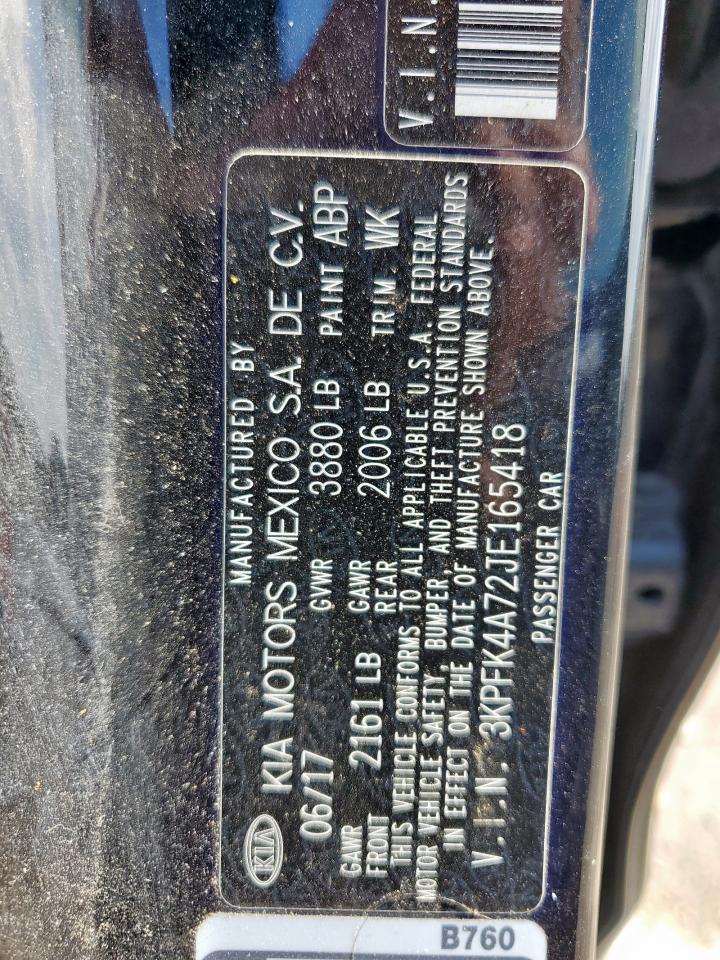 V.I.N.
MANUFACTURED BY
KIA KIA MOTORS MEXICO S.A. DE C.V.
06/17 GVWR 3880 LB PAINT ABP
GAWR FRONT 2161 LB GAWR REAR 2006 LB TRIM WK
THIS VEHICLE CONFORMS TO ALL APPLICABLE U.S.A. FEDERAL
MOTOR VEHICLE SAFETY, BUMPER, AND THEFT PREVENTION STANDARDS
IN EFFECT ON THE DATE OF MANUFACTURE SHOWN ABOVE.
V.I.N. 3KPFK4A72JE165418
PASSENGER CAR
B760